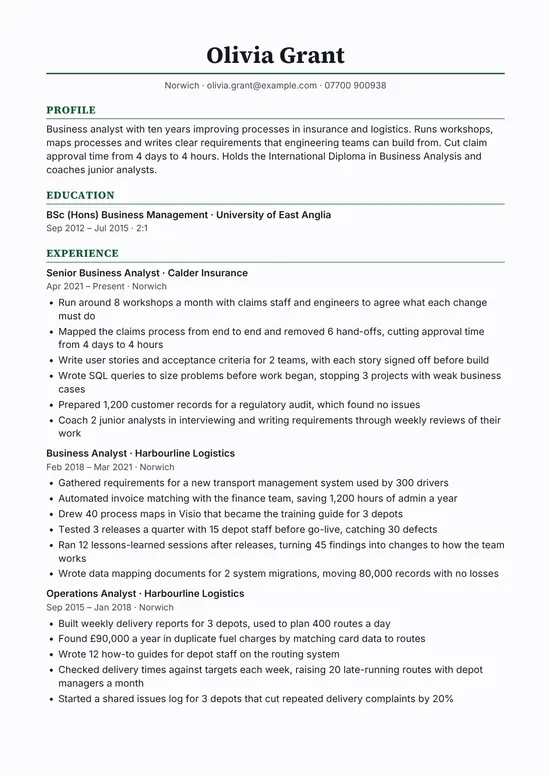 Olivia Grant
Norwich · olivia.grant@example.com · 07700 900938
PROFILE
Business analyst with ten years improving processes in insurance and logistics. Runs workshops,
maps processes and writes clear requirements that engineering teams can build from. Cut claim
approval time from 4 days to 4 hours. Holds the International Diploma in Business Analysis and
coaches junior analysts.
EDUCATION
BSc (Hons) Business Management · University of East Anglia
Sep 2012 – Jul 2015 · 2:1
EXPERIENCE
Senior Business Analyst · Calder Insurance
Apr 2021 – Present · Norwich
• Run around 8 workshops a month with claims staff and engineers to agree what each change
must do
• Mapped the claims process from end to end and removed 6 hand-offs, cutting approval time
from 4 days to 4 hours
• Write user stories and acceptance criteria for 2 teams, with each story signed off before build
• Wrote SQL queries to size problems before work began, stopping 3 projects with weak business
cases
• Prepared 1,200 customer records for a regulatory audit, which found no issues
• Coach 2 junior analysts in interviewing and writing requirements through weekly reviews of their
work
Business Analyst · Harbourline Logistics
Feb 2018 – Mar 2021 · Norwich
• Gathered requirements for a new transport management system used by 300 drivers
• Automated invoice matching with the finance team, saving 1,200 hours of admin a year
• Drew 40 process maps in Visio that became the training guide for 3 depots
• Tested 3 releases a quarter with 15 depot staff before go-live, catching 30 defects
• Ran 12 lessons-learned sessions after releases, turning 45 findings into changes to how the team
works
• Wrote data mapping documents for 2 system migrations, moving 80,000 records with no losses
Operations Analyst · Harbourline Logistics
Sep 2015 – Jan 2018 · Norwich
• Built weekly delivery reports for 3 depots, used to plan 400 routes a day
• Found £90,000 a year in duplicate fuel charges by matching card data to routes
• Wrote 12 how-to guides for depot staff on the routing system
• Checked delivery times against targets each week, raising 20 late-running routes with depot
managers a month
• Started a shared issues log for 3 depots that cut repeated delivery complaints by 20%